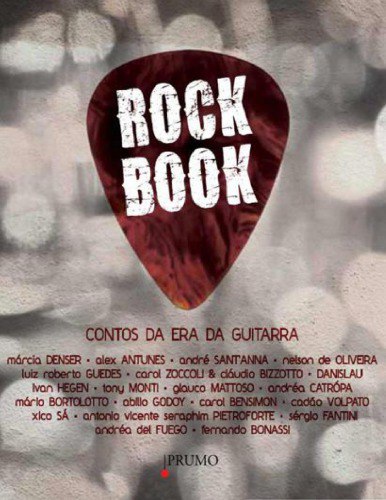 ROCK
BOOK
CONTOS DA ERA DA GUITARRA
márcia DENSER • alex ANTUNES • andré SANT'ANNA • nelson de OLIVEIRA
luiz roberto GUEDES • carol ZOCCOLI & cláudio BIZZOTTO • DANISLAU
ivan HEGEN • tony MONTI • glauco MATTOSO • andréa CATRÓPA
mário BORTOLOTTO • abilio GODOY • carol BENSIMON • cadão VOLPATO
xico SÁ • antonio vicente seraphim PIETROFORTE • sérgio FANTINI
andréa del FUEGO • fernando BONASSI
PRUMO